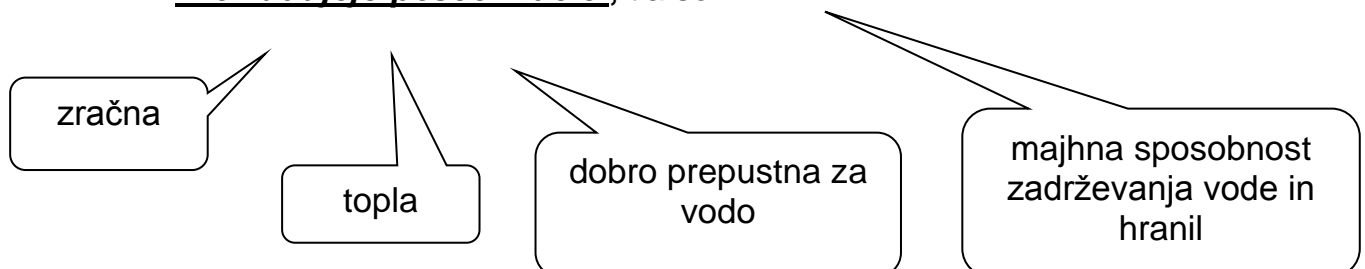 zračna
topla
dobro prepustna za
vodo
majhna sposobnost
zadrževanja vode in
hranil